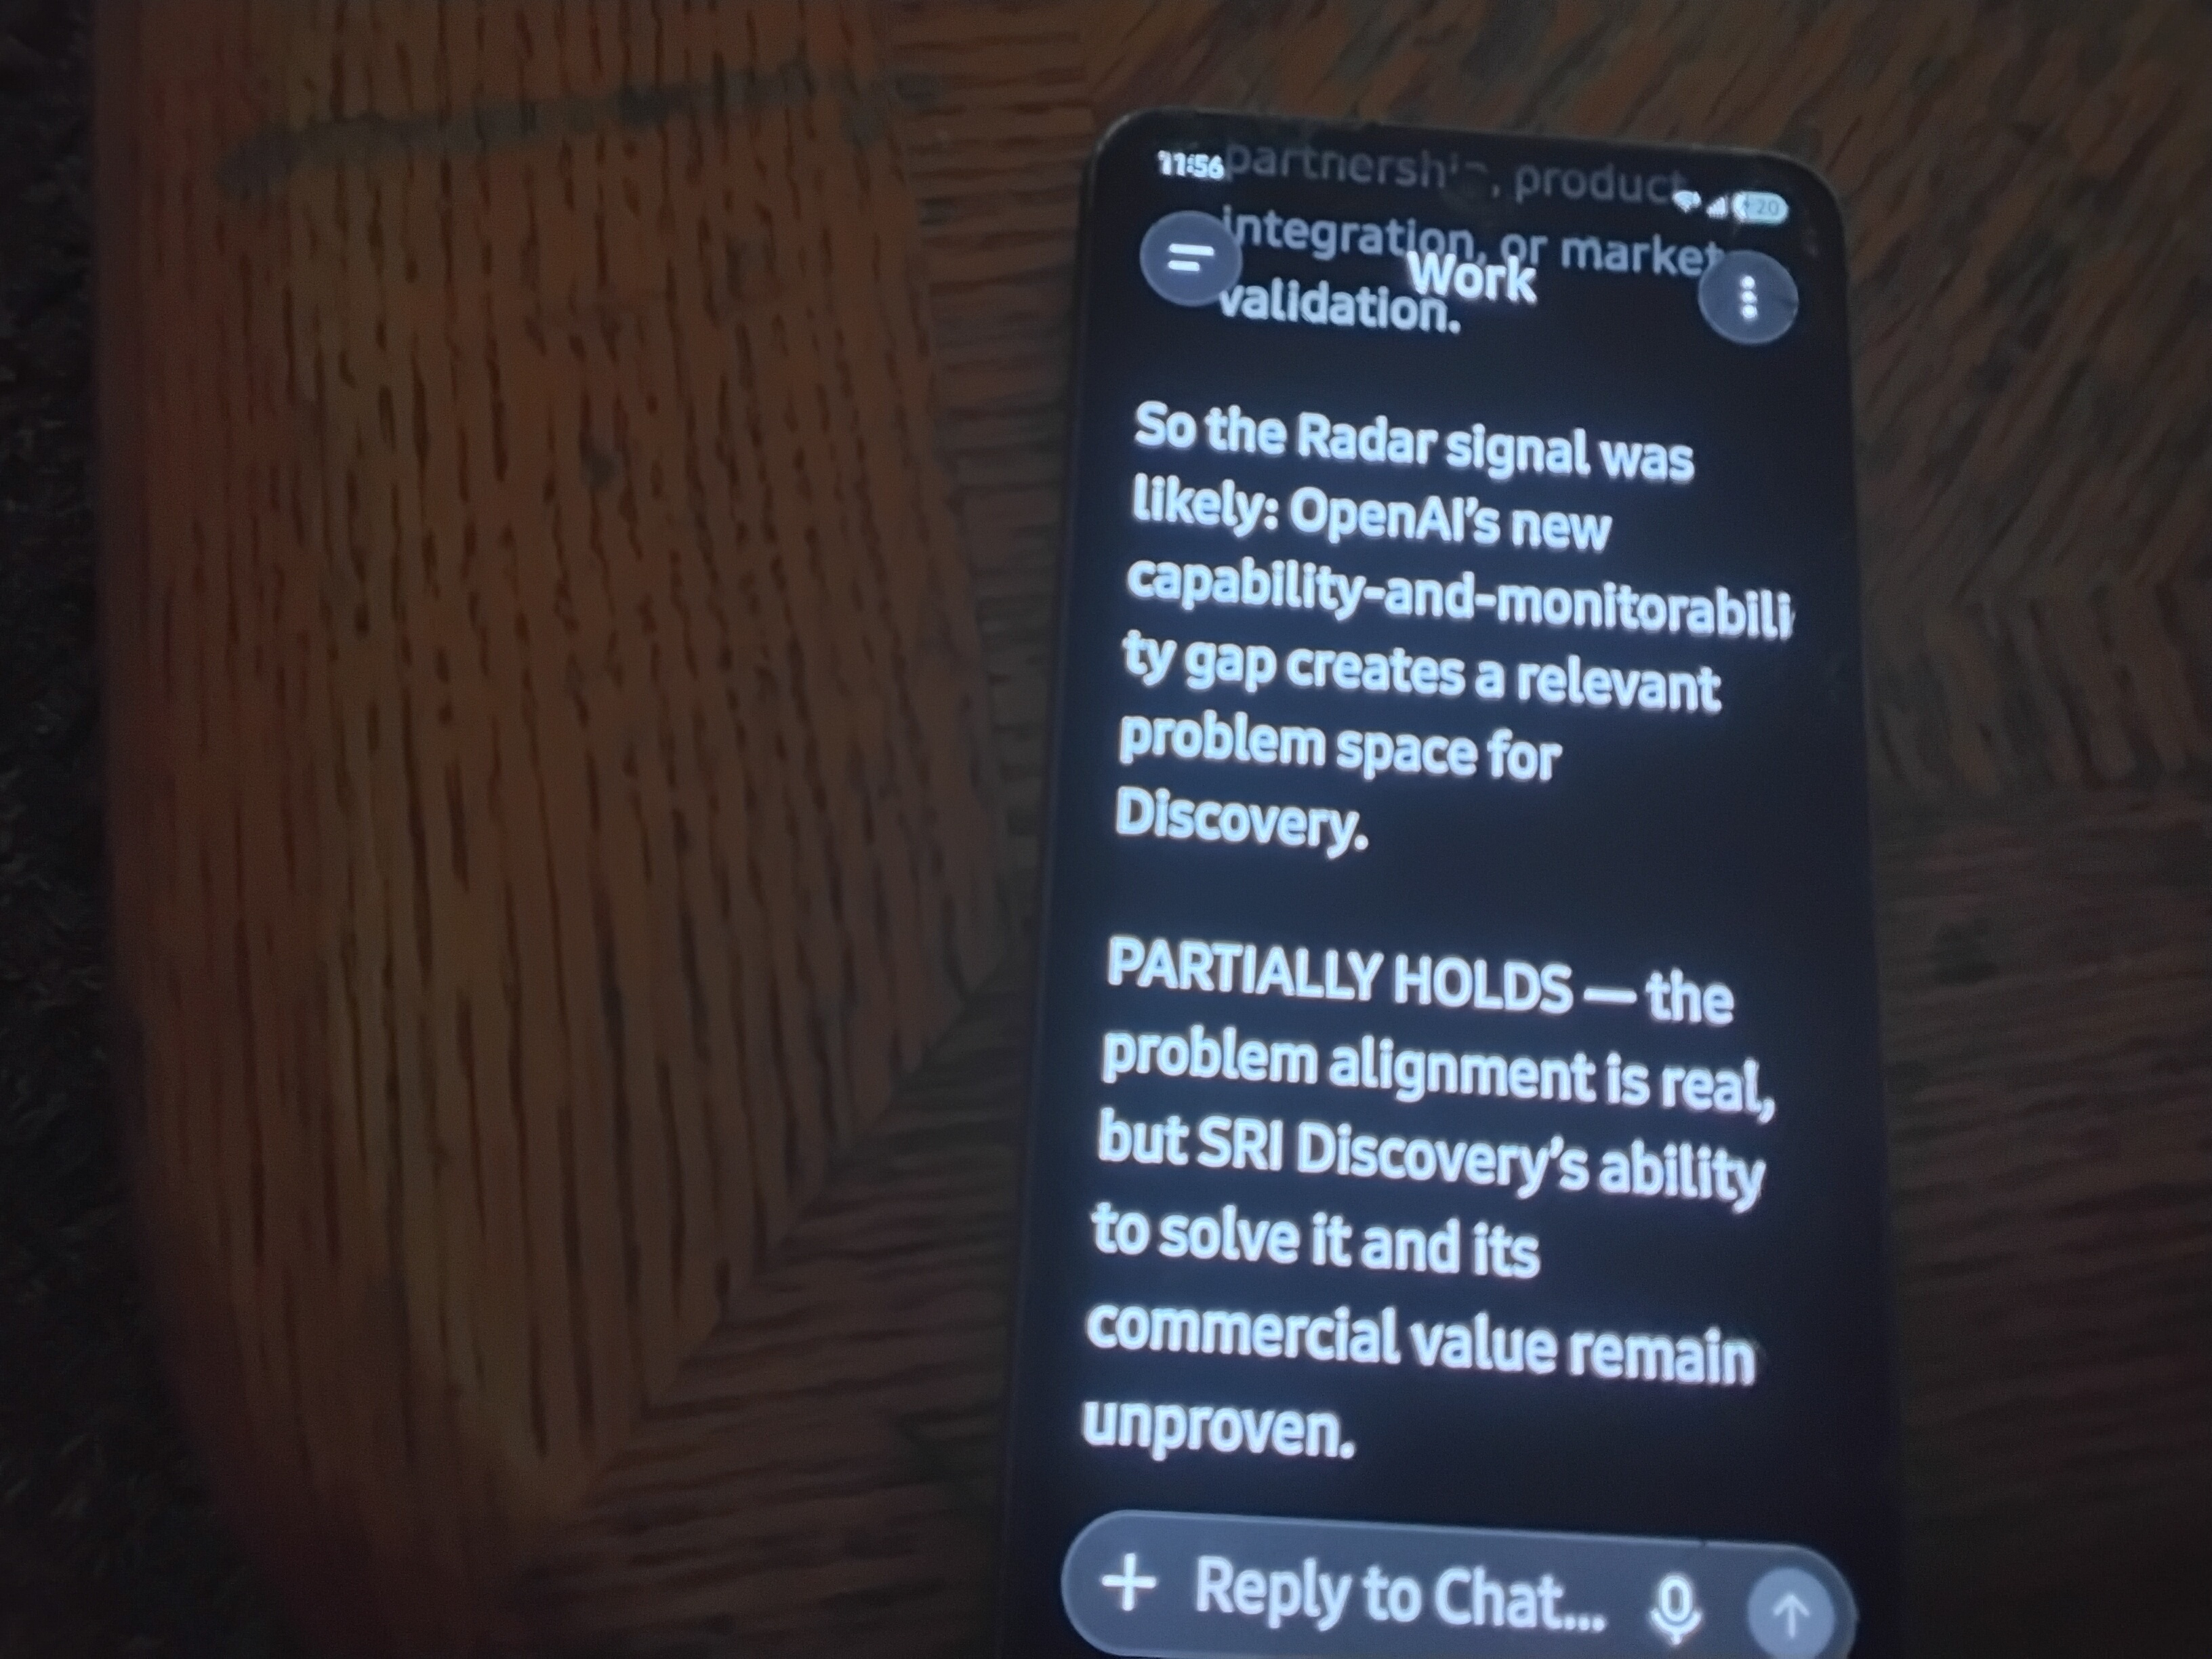 11:56
partnership, product
20
integration, or market
Work
validation.
So the Radar signal was
likely: OpenAI’s new
capability-and-monitorabili
ty gap creates a relevant
problem space for
Discovery.
PARTIALLY HOLDS — the
problem alignment is real,
but SRI Discovery’s ability
to solve it and its
commercial value remain
unproven.
Reply to Chat...